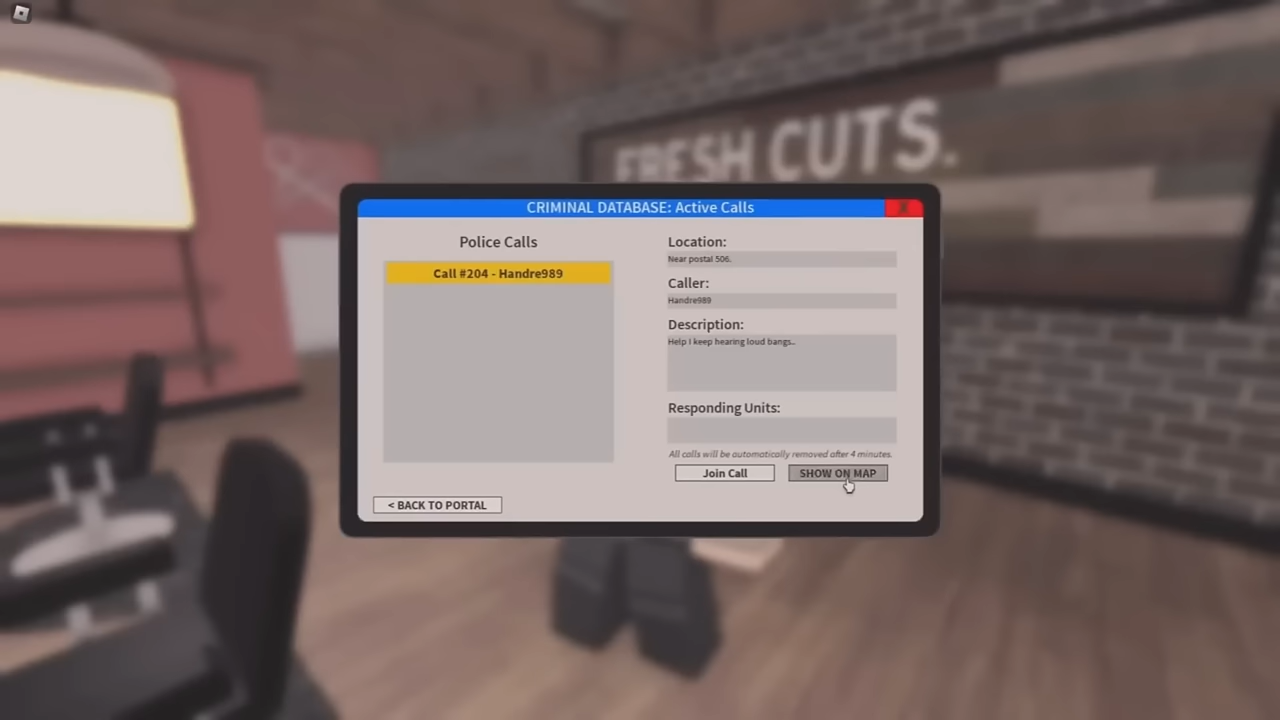 FRESH CUTS.
CRIMINAL DATABASE: Active Calls
X
Police Calls
Call #204 - Handre989
Location:
Near postal 506.
Caller:
Handre989
Description:
Help I keep hearing loud bangs..
Responding Units:
All calls will be automatically removed after 4 minutes.
Join Call
SHOW ON MAP
< BACK TO PORTAL